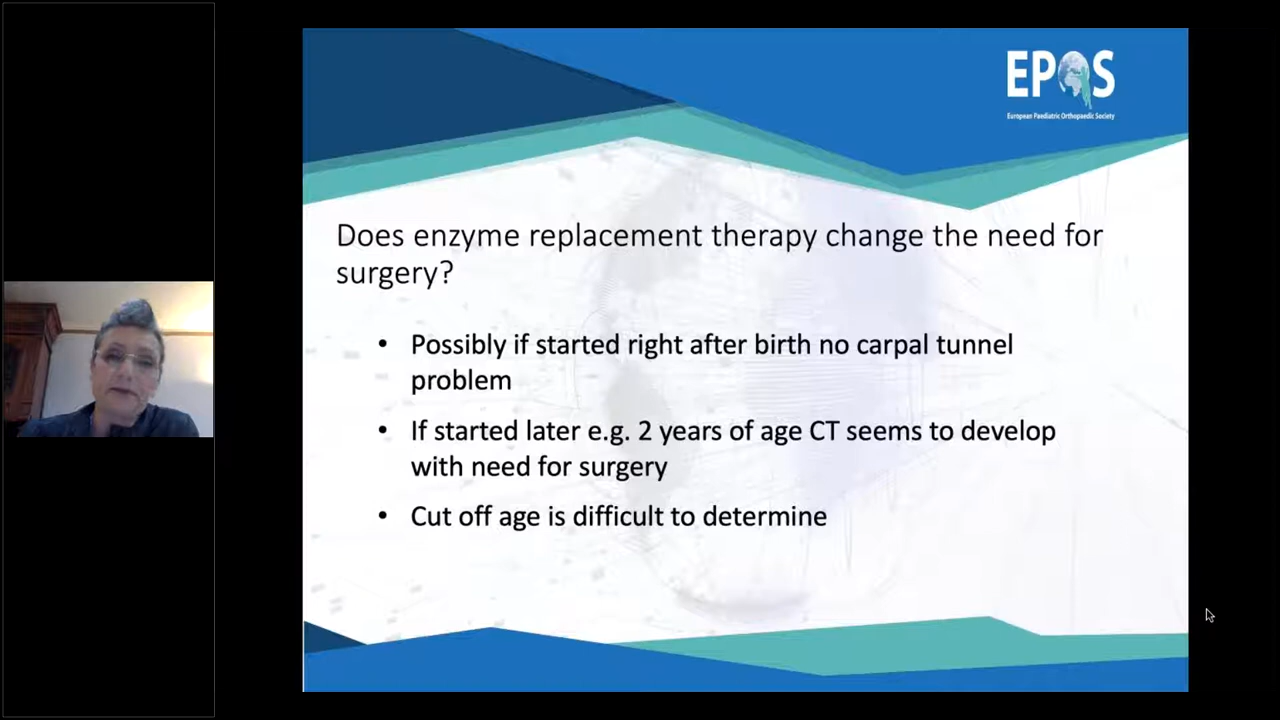 EPOS
European Paediatric Orthopaedic Society
Does enzyme replacement therapy change the need for
surgery?
• Possibly if started right after birth no carpal tunnel
problem
• If started later e.g. 2 years of age CT seems to develop
with need for surgery
• Cut off age is difficult to determine